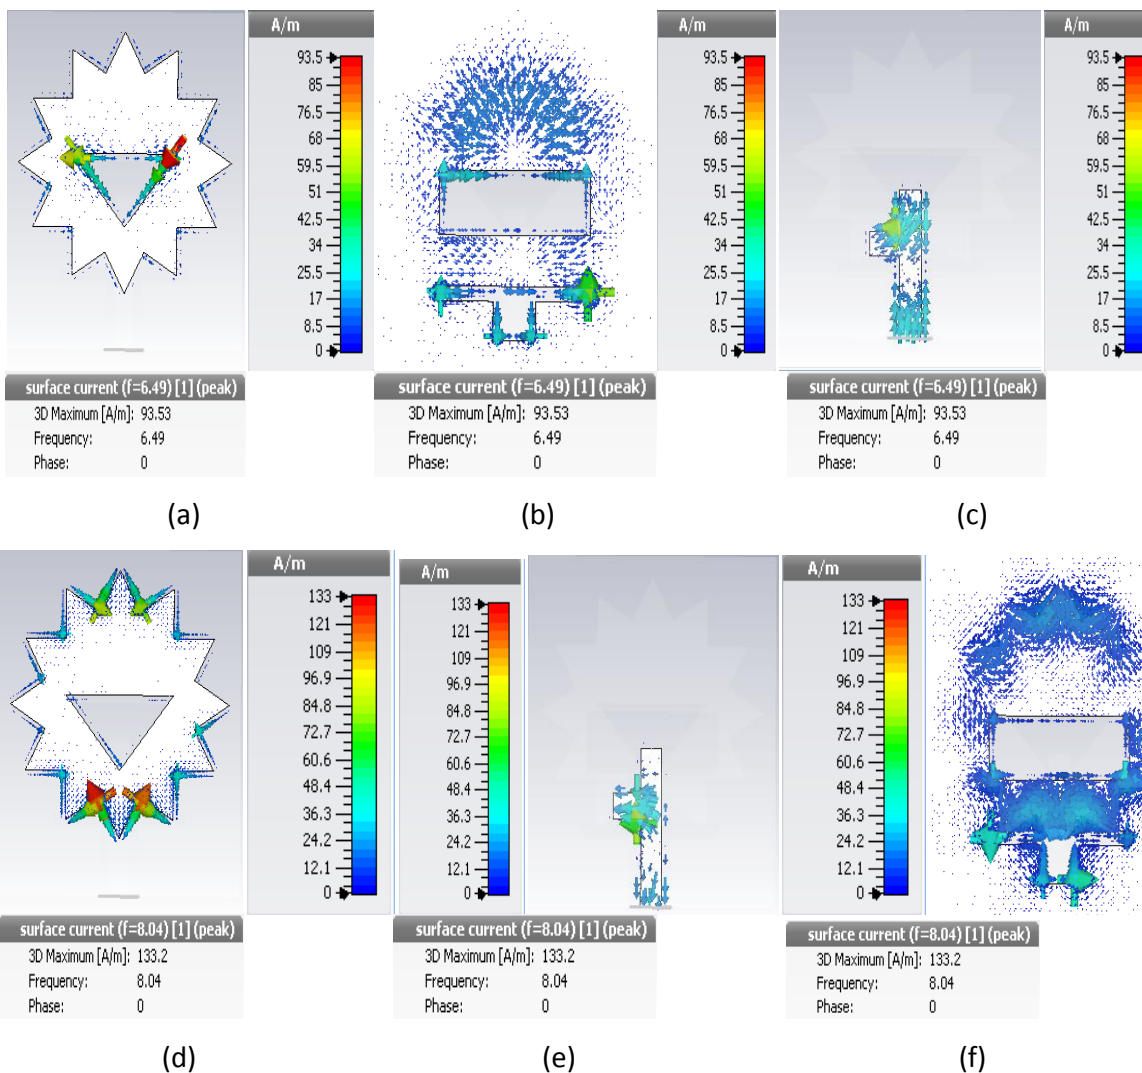 A/m
93.5
85
76.5
68
59.5
51
42.5
34
25.5
17
8.5
0
surface current (f=6.49) [1] (peak)
3D Maximum [A/m]: 93.53
Frequency: 6.49
Phase: 0
(a)
A/m
93.5
85
76.5
68
59.5
51
42.5
34
25.5
17
8.5
0
surface current (f=6.49) [1] (peak)
3D Maximum [A/m]: 93.53
Frequency: 6.49
Phase: 0
(b)
A/m
93.5
85
76.5
68
59.5
51
42.5
34
25.5
17
8.5
0
surface current (f=6.49) [1] (peak)
3D Maximum [A/m]: 93.53
Frequency: 6.49
Phase: 0
(c)
A/m
133
121
109
96.9
84.8
72.7
60.6
48.4
36.3
24.2
12.1
0
surface current (f=8.04) [1] (peak)
3D Maximum [A/m]: 133.2
Frequency: 8.04
Phase: 0
(d)
A/m
133
121
109
96.9
84.8
72.7
60.6
48.4
36.3
24.2
12.1
0
surface current (f=8.04) [1] (peak)
3D Maximum [A/m]: 133.2
Frequency: 8.04
Phase: 0
(e)
A/m
133
121
109
96.9
84.8
72.7
60.6
48.4
36.3
24.2
12.1
0
surface current (f=8.04) [1] (peak)
3D Maximum [A/m]: 133.2
Frequency: 8.04
Phase: 0
(f)